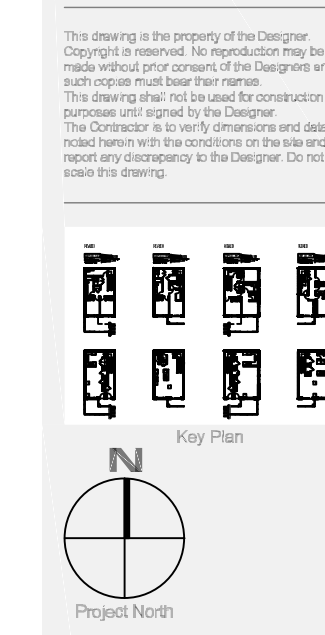 This drawing is the property of the Designer.
Copyright is reserved. No reproduction may be
made without prior consent of the Designers
such copies must bear their names.
This drawing shall not be used for construction
purposes until signed by the Designer.
The Contractor is to verify dimensions and data
noted herein with the conditions on the site and
report any discrepancy to the Designer. Do not
scale this drawing.
Key Plan
N
Project North